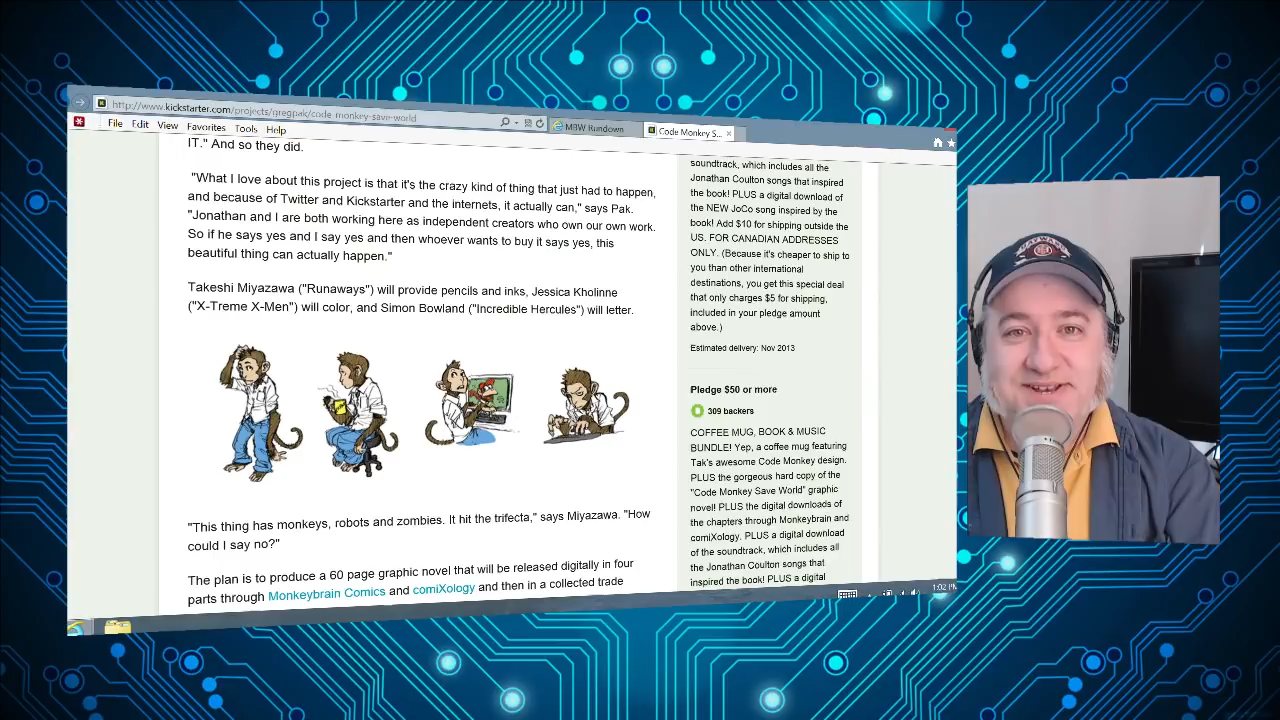 http://www.kickstarter.com/projects/gregpak/code-monkey-save-world
MBW Rundown
Code Monkey S...
File Edit View Favorites Tools Help
IT." And so they did.
"What I love about this project is that it's the crazy kind of thing that just had to happen,
and because of Twitter and Kickstarter and the internets, it actually can," says Pak.
"Jonathan and I are both working here as independent creators who own our own work.
So if he says yes and I say yes and then whoever wants to buy it says yes, this
beautiful thing can actually happen."
Takeshi Miyazawa ("Runaways") will provide pencils and inks, Jessica Kholinne
("X-Treme X-Men") will color, and Simon Bowland ("Incredible Hercules") will letter.
"This thing has monkeys, robots and zombies. It hit the trifecta," says Miyazawa. "How
could I say no?"
The plan is to produce a 60 page graphic novel that will be released digitally in four
parts through Monkeybrain Comics and comiXology and then in a collected trade
soundtrack, which includes all the
Jonathan Coulton songs that inspired
the book! PLUS a digital download of
the NEW JoCo song inspired by the
book! Add $10 for shipping outside the
US. FOR CANADIAN ADDRESSES
ONLY. (Because it's cheaper to ship to
you than other international
destinations, you get this special deal
that only charges $5 for shipping,
included in your pledge amount
above.)
Estimated delivery: Nov 2013
Pledge $50 or more
309 backers
COFFEE MUG, BOOK & MUSIC
BUNDLE! Yep, a coffee mug featuring
Tak's awesome Code Monkey design.
PLUS the gorgeous hard copy of the
"Code Monkey Save World" graphic
novel! PLUS the digital downloads of
the chapters through Monkeybrain and
comiXology. PLUS a digital download
of the soundtrack, which includes all
the Jonathan Coulton songs that
inspired the book! PLUS a digital
1:02 PM
HAYWARD